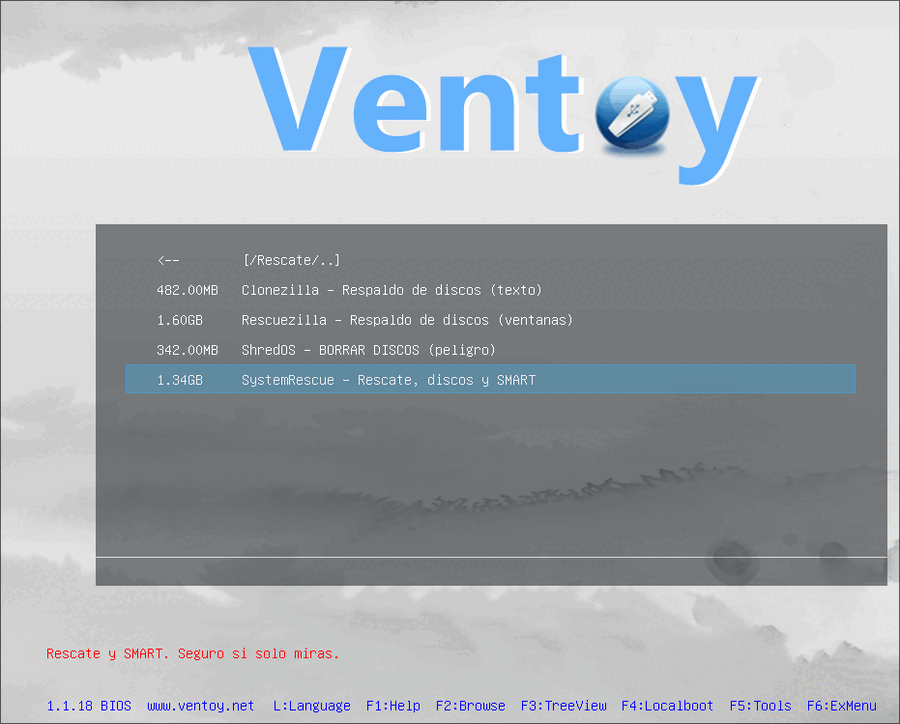 Ventoy
<-- [/Rescate/..]
482.00MB Clonezilla - Respaldo de discos (texto)
1.60GB Rescuezilla - Respaldo de discos (ventanas)
342.00MB ShredOS - BORRAR DISCOS (peligro)
1.34GB SystemRescue - Rescate, discos y SMART
Rescate y SMART. Seguro si solo miras.
1.1.18 BIOS www.ventoy.net L:Language F1:Help F2:Browse F3:TreeView F4:Localboot F5:Tools F6:ExMenu